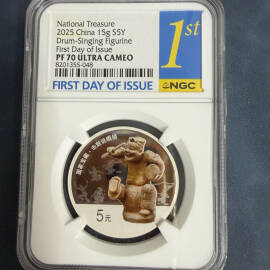 National Treasure
2025 China 15g S5Y
Drum-Singing Figurine
First Day of Issue
PF 70 ULTRA CAMEO
8201355-048
1st
NGC
FIRST DAY OF ISSUE
5元